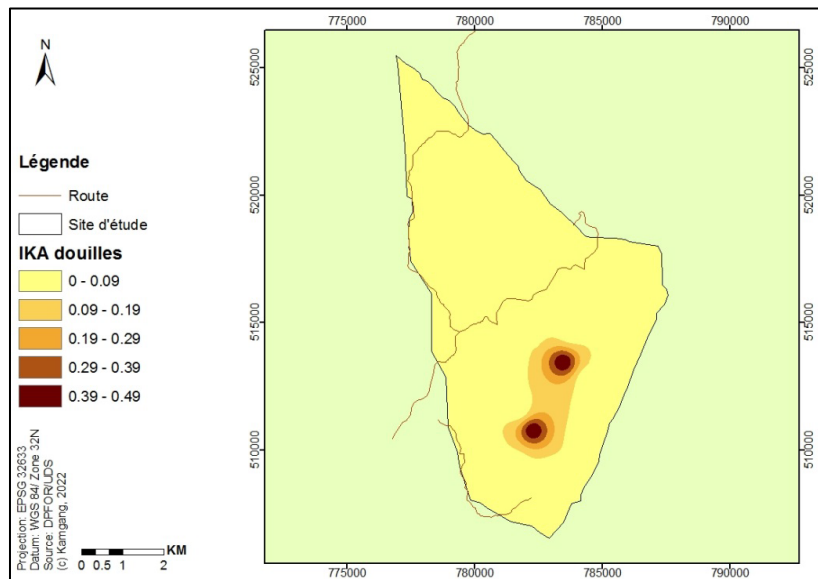 775000 780000 785000 790000
N
Légende
Route
Site d'étude
IKA douilles
0 - 0.09
0.09 - 0.19
0.19 - 0.29
0.29 - 0.39
0.39 - 0.49
Projection: EPSG 32633
Datum: WGS 84/ Zone 32N
Source: DPFOR/UDS
(c) Kamgang, 2022
KM
0 0.5 1 2
525000
520000
515000
510000
525000
520000
515000
510000
775000 780000 785000 790000